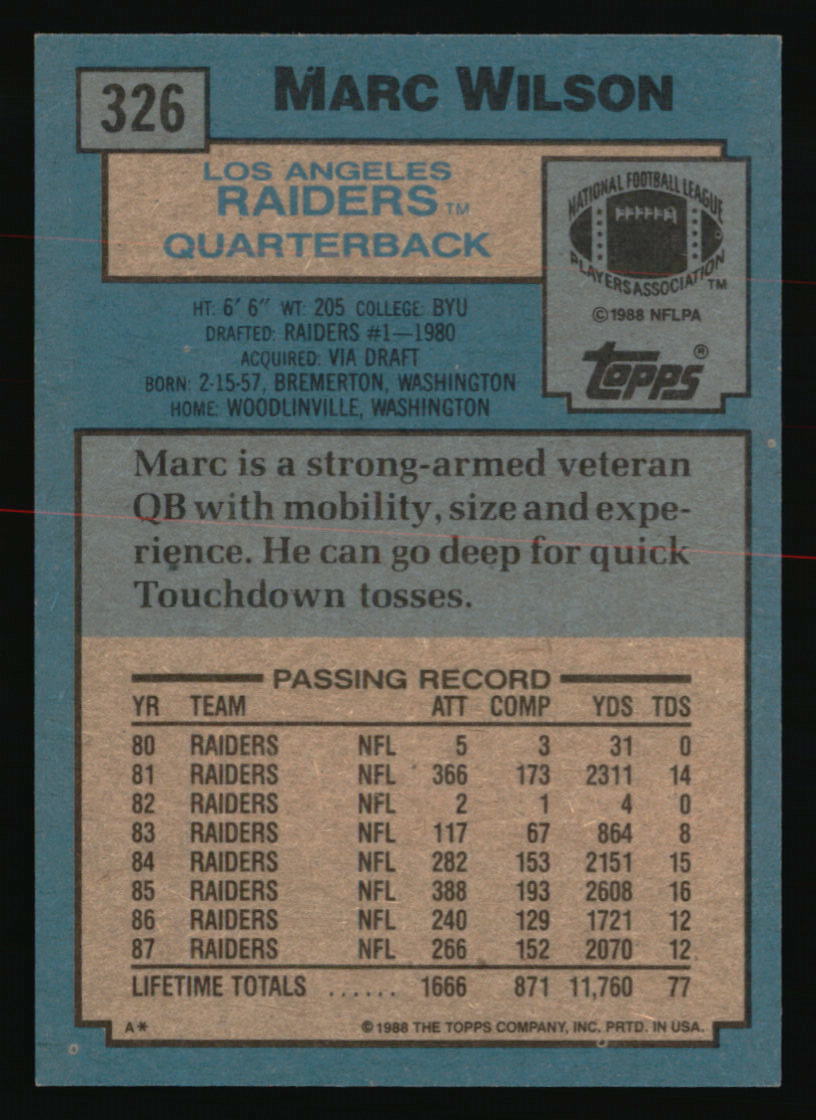 326
MARC WILSON
LOS ANGELES
RAIDERS TM
QUARTERBACK
NATIONAL FOOTBALL LEAGUE
PLAYERS ASSOCIATION TM
©1988 NFLPA
topps®
HT: 6' 6" WT: 205 COLLEGE: BYU
DRAFTED: RAIDERS #1—1980
ACQUIRED: VIA DRAFT
BORN: 2-15-57, BREMERTON, WASHINGTON
HOME: WOODLINVILLE, WASHINGTON
Marc is a strong-armed veteran
QB with mobility, size and expe-
rience. He can go deep for quick
Touchdown tosses.
PASSING RECORD
YR TEAM ATT COMP YDS TDS
80 RAIDERS NFL 5 3 31 0
81 RAIDERS NFL 366 173 2311 14
82 RAIDERS NFL 2 1 4 0
83 RAIDERS NFL 117 67 864 8
84 RAIDERS NFL 282 153 2151 15
85 RAIDERS NFL 388 193 2608 16
86 RAIDERS NFL 240 129 1721 12
87 RAIDERS NFL 266 152 2070 12
LIFETIME TOTALS ...... 1666 871 11,760 77
A* ©1988 THE TOPPS COMPANY, INC. PRTD. IN USA.